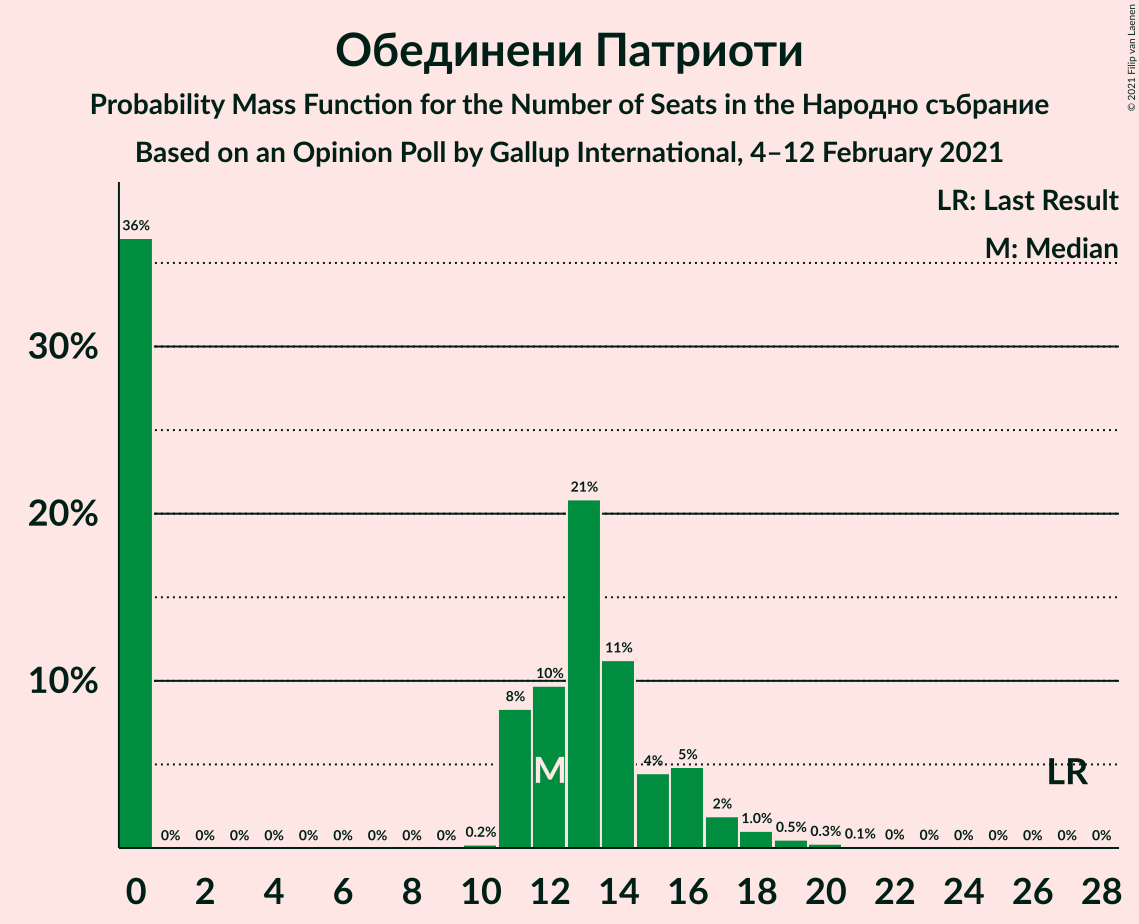 Обединени Патриоти
Probability Mass Function for the Number of Seats in the Народно събрание
Based on an Opinion Poll by Gallup International, 4–12 February 2021
© 2021 Filip van Laenen
LR: Last Result
M: Median
36%
30%
21%
20%
11%
10%
10%
8%
M
5%
4%
LR
2%
1.0%
0% 0% 0% 0% 0% 0% 0% 0% 0% 0.2% 0.5% 0.3% 0.1% 0% 0% 0% 0% 0% 0% 0%
0 2 4 6 8 10 12 14 16 18 20 22 24 26 28